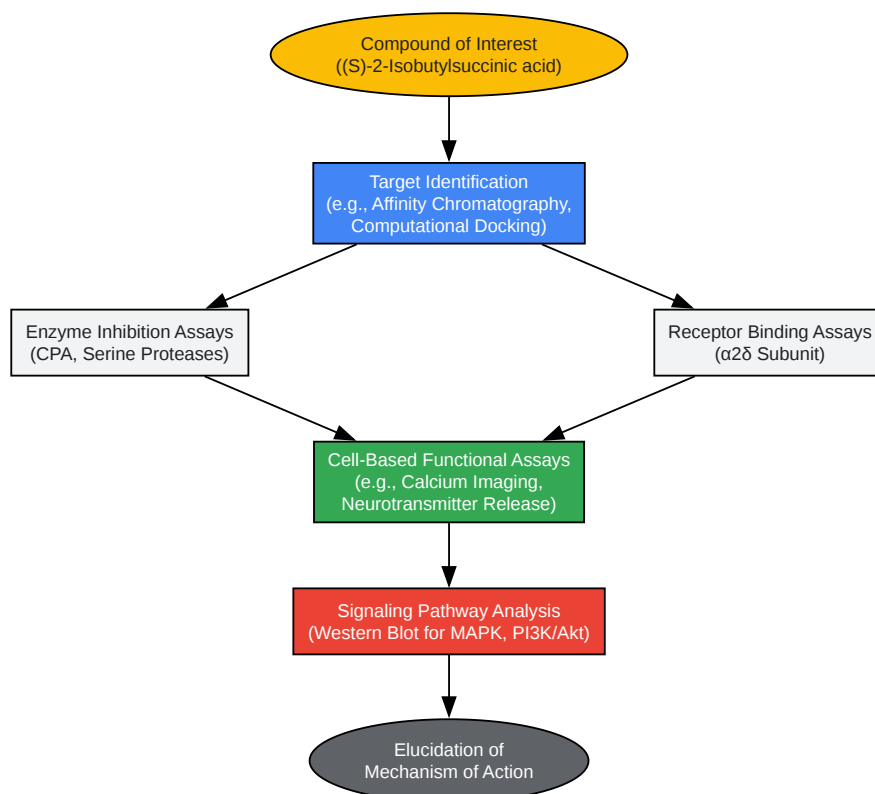 Compound of Interest
((S)-2-Isobutylsuccinic acid)
Target Identification
(e.g., Affinity Chromatography,
Computational Docking)
Enzyme Inhibition Assays
(CPA, Serine Proteases)
Receptor Binding Assays
(α2δ Subunit)
Cell-Based Functional Assays
(e.g., Calcium Imaging,
Neurotransmitter Release)
Signaling Pathway Analysis
(Western Blot for MAPK, PI3K/Akt)
Elucidation of
Mechanism of Action